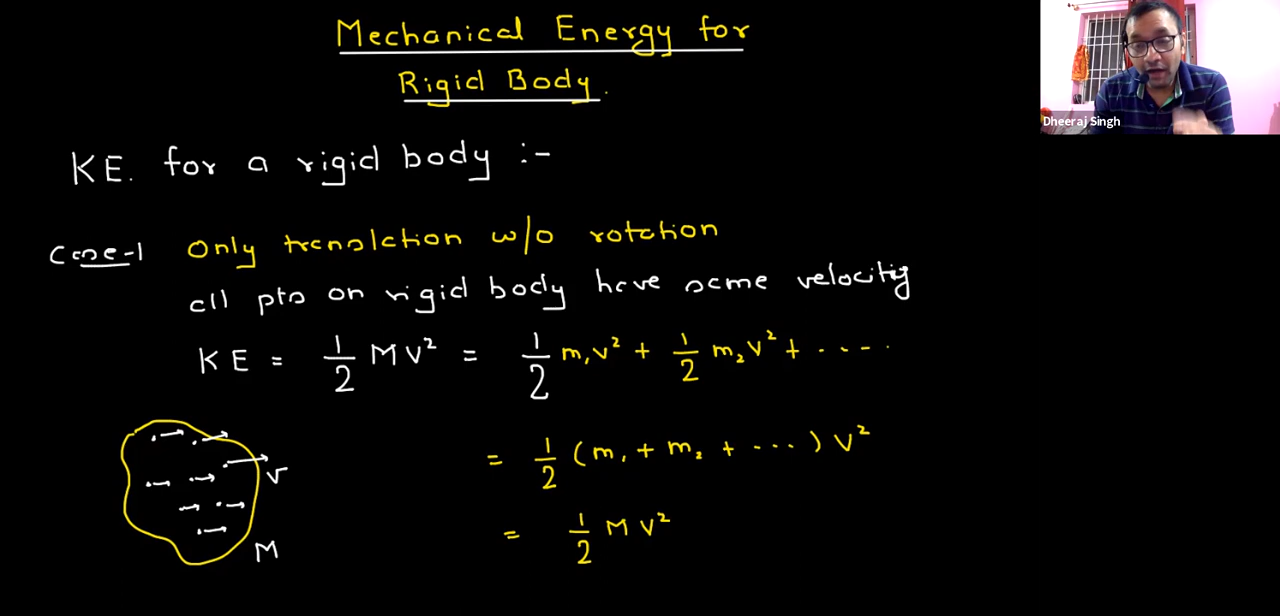 Mechanical Energy for
Rigid Body.
Dheeraj Singh
KE. for a rigid body :-
Case-1 Only translation w/o rotation
all pts on rigid body have same velocities
KE = 1/2 MV² = 1/2 m₁v² + 1/2 m₂v² + .....
= 1/2 (m₁ + m₂ + ...) v²
V
= 1/2 MV²
M